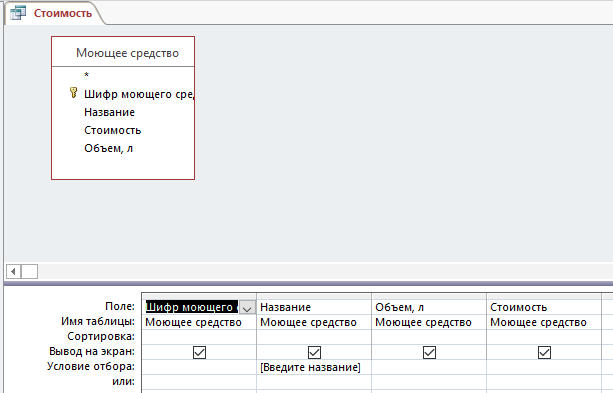 Стоимость
Моющее средство
*
Шифр моющего сред
Название
Стоимость
Объем, л
Поле: Шифр моющего с Название Объем, л Стоимость
Имя таблицы: Моющее средство Моющее средство Моющее средство Моющее средство
Сортировка:
Вывод на экран:
Условие отбора: [Введите название]
или: